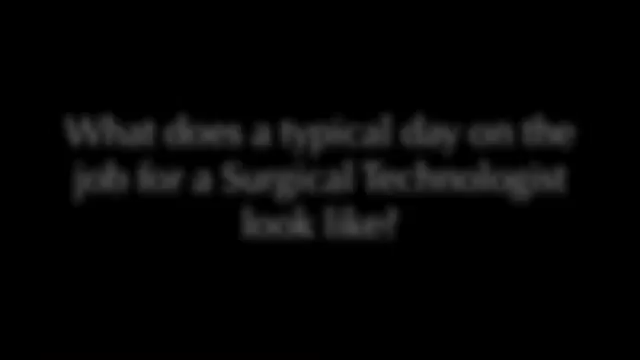 What does a typical day on the
job for a Surgical Technologist
look like?